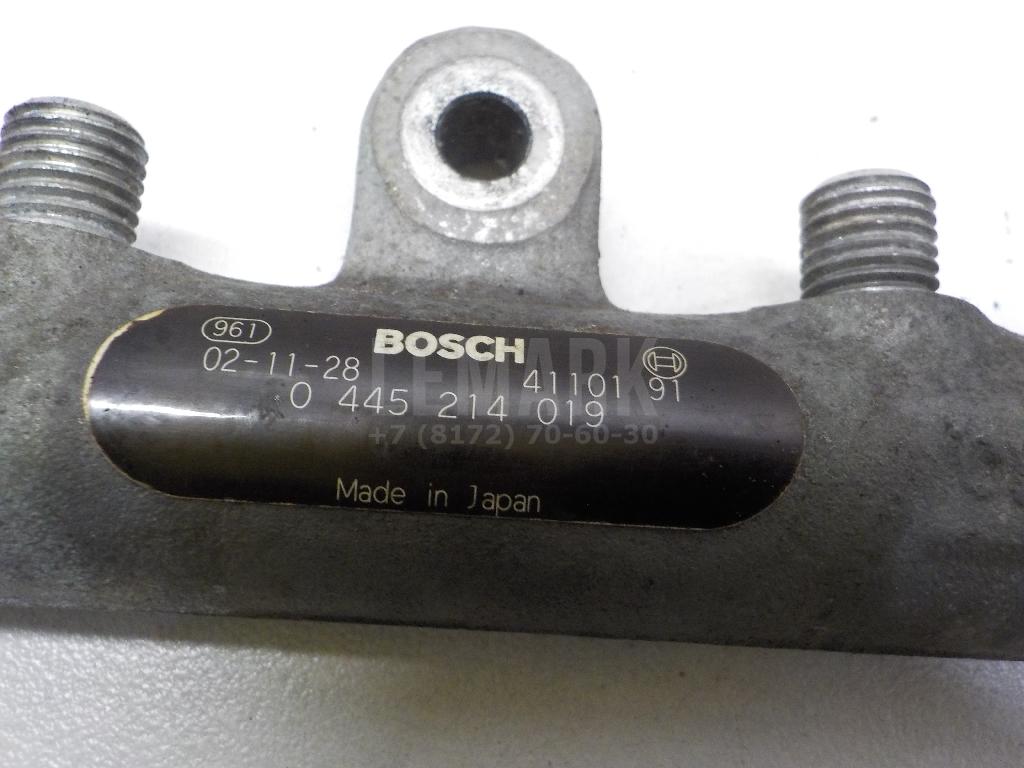 961 BOSCH
02-11-28 41101 91
0 445 214 019
LEMARK
+7 (8172) 70-60-30
Made in Japan